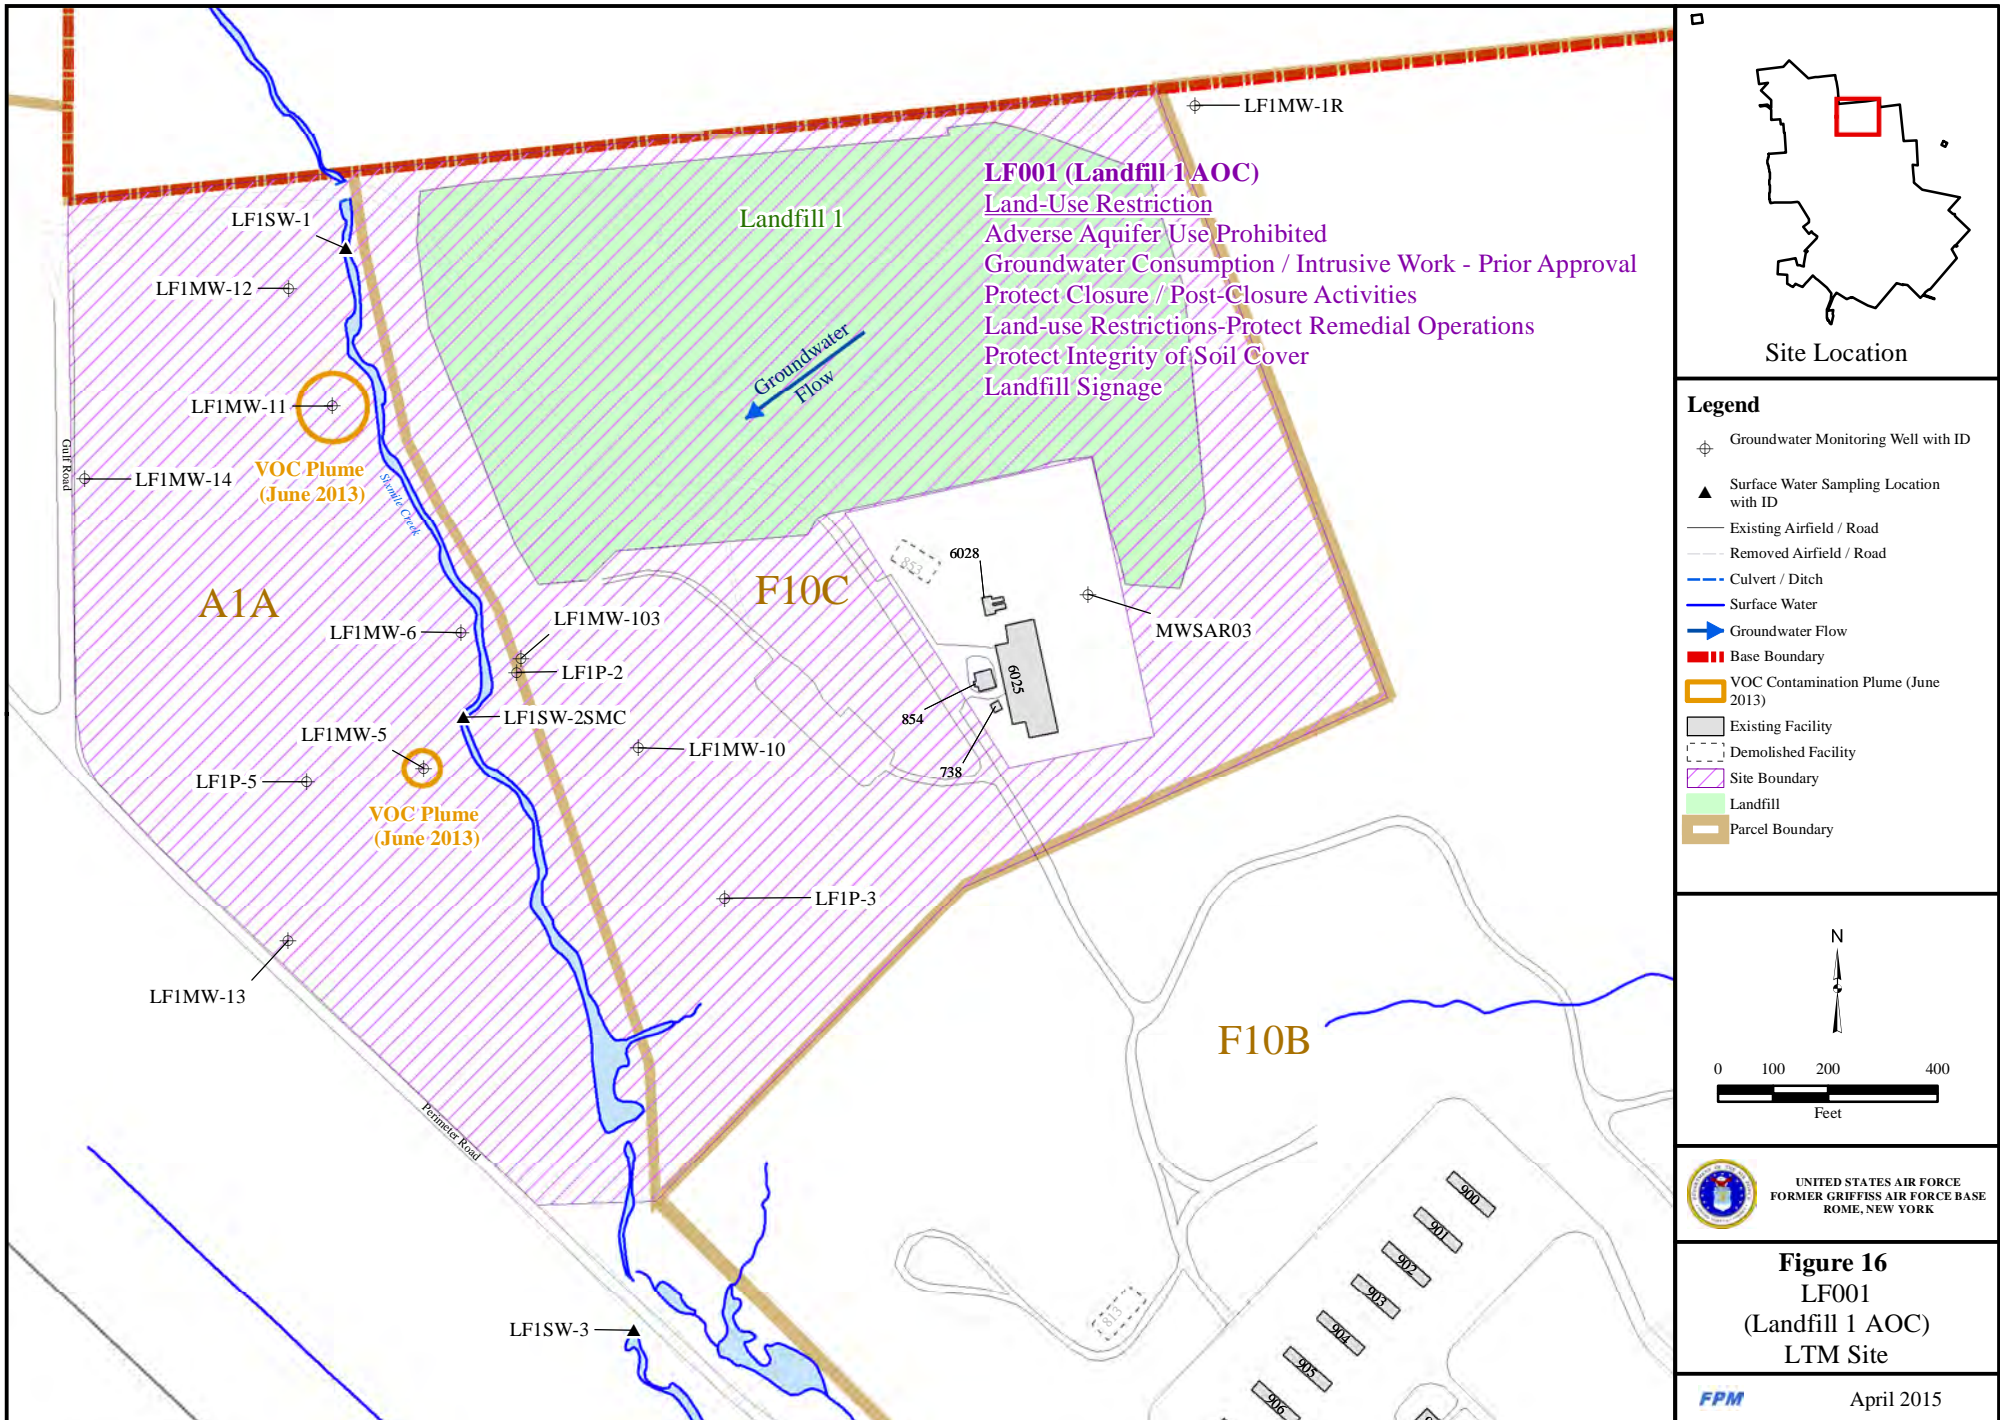 LF1MW-1R
LF001 (Landfill 1 AOC)
Land-Use Restriction
Adverse Aquifer Use Prohibited
Groundwater Consumption / Intrusive Work - Prior Approval
Protect Closure / Post-Closure Activities
Land-use Restrictions-Protect Remedial Operations
Protect Integrity of Soil Cover
Landfill Signage
Landfill 1
LF1SW-1
LF1MW-12
Groundwater
Flow
LF1MW-11
VOC Plume
(June 2013)
LF1MW-14
Gulf Road
Sixmile Creek
A1A
F10C
853
6028
LF1MW-103
LF1MW-6
MWSAR03
LF1P-2
6025
854
LF1SW-2SMC
LF1MW-5
LF1MW-10
738
LF1P-5
VOC Plume
(June 2013)
LF1P-3
LF1MW-13
F10B
Perimeter Road
LF1SW-3
813
900
901
902
903
904
905
906
Site Location
Legend
Groundwater Monitoring Well with ID
Surface Water Sampling Location
with ID
Existing Airfield / Road
Removed Airfield / Road
Culvert / Ditch
Surface Water
Groundwater Flow
Base Boundary
VOC Contamination Plume (June
2013)
Existing Facility
Demolished Facility
Site Boundary
Landfill
Parcel Boundary
N
0 100 200 400
Feet
UNITED STATES AIR FORCE
FORMER GRIFFISS AIR FORCE BASE
ROME, NEW YORK
Figure 16
LF001
(Landfill 1 AOC)
LTM Site
FPM
April 2015